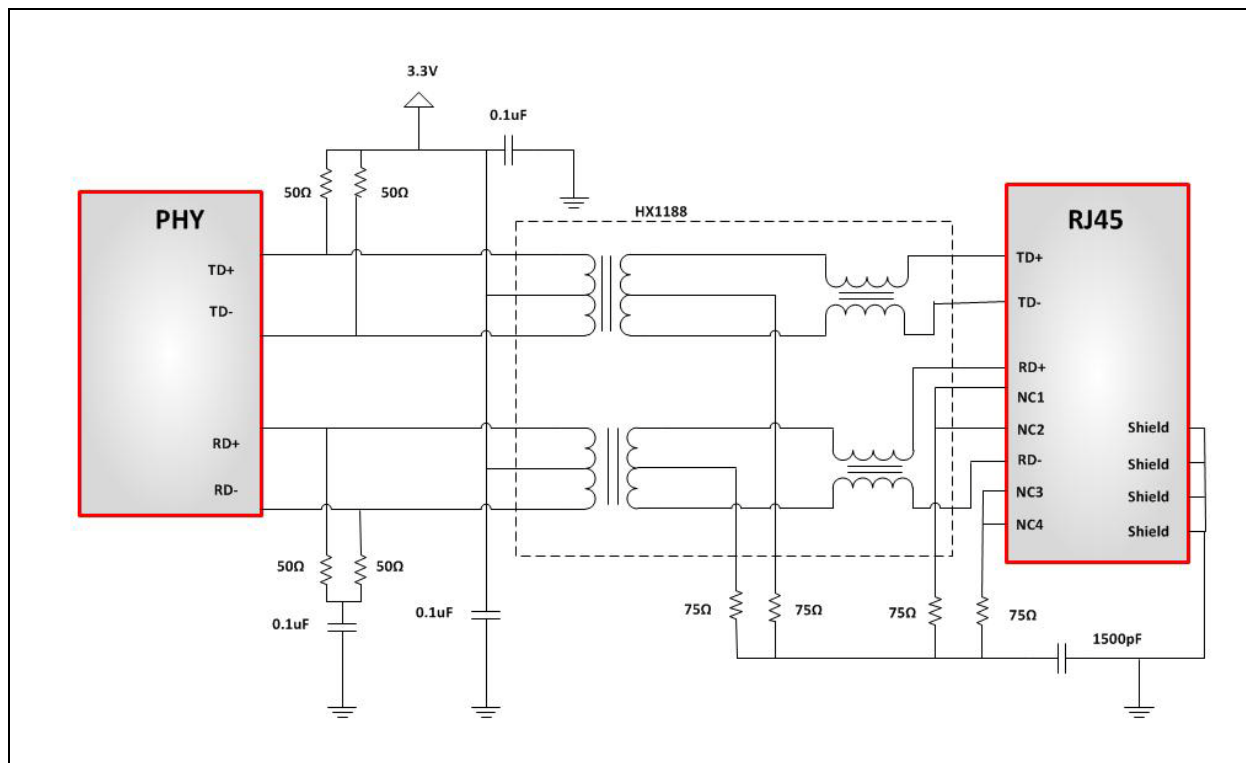 3.3V
0.1uF
50Ω
50Ω
PHY
HX1188
RJ45
TD+
TD-
TD+
TD-
RD+
NC1
NC2
RD-
NC3
NC4
Shield
Shield
Shield
Shield
RD+
RD-
50Ω
50Ω
0.1uF
0.1uF
75Ω
75Ω
75Ω
75Ω
1500pF